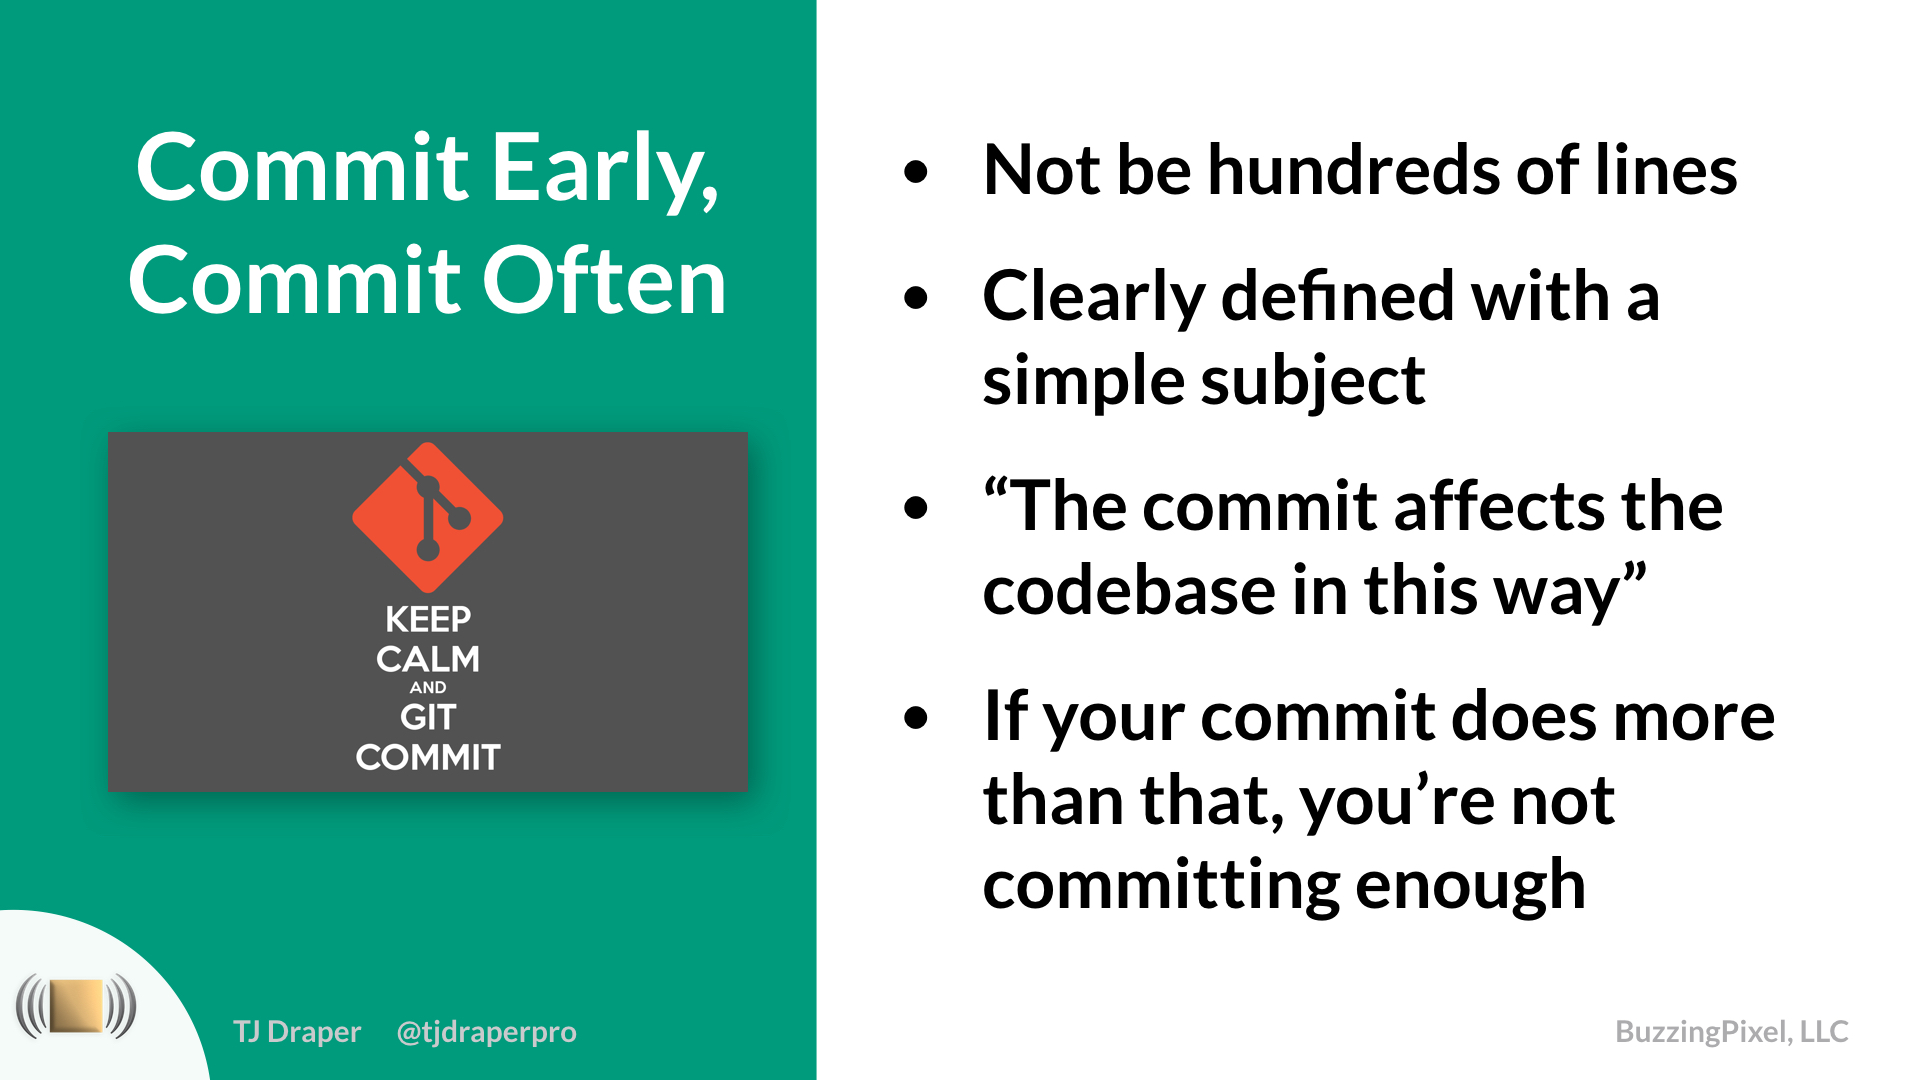 Commit Early,
Commit Often
KEEP
CALM
AND
GIT
COMMIT
• Not be hundreds of lines
• Clearly defined with a
simple subject
• “The commit affects the
codebase in this way”
• If your commit does more
than that, you’re not
committing enough
TJ Draper @tjdraperpro
BuzzingPixel, LLC